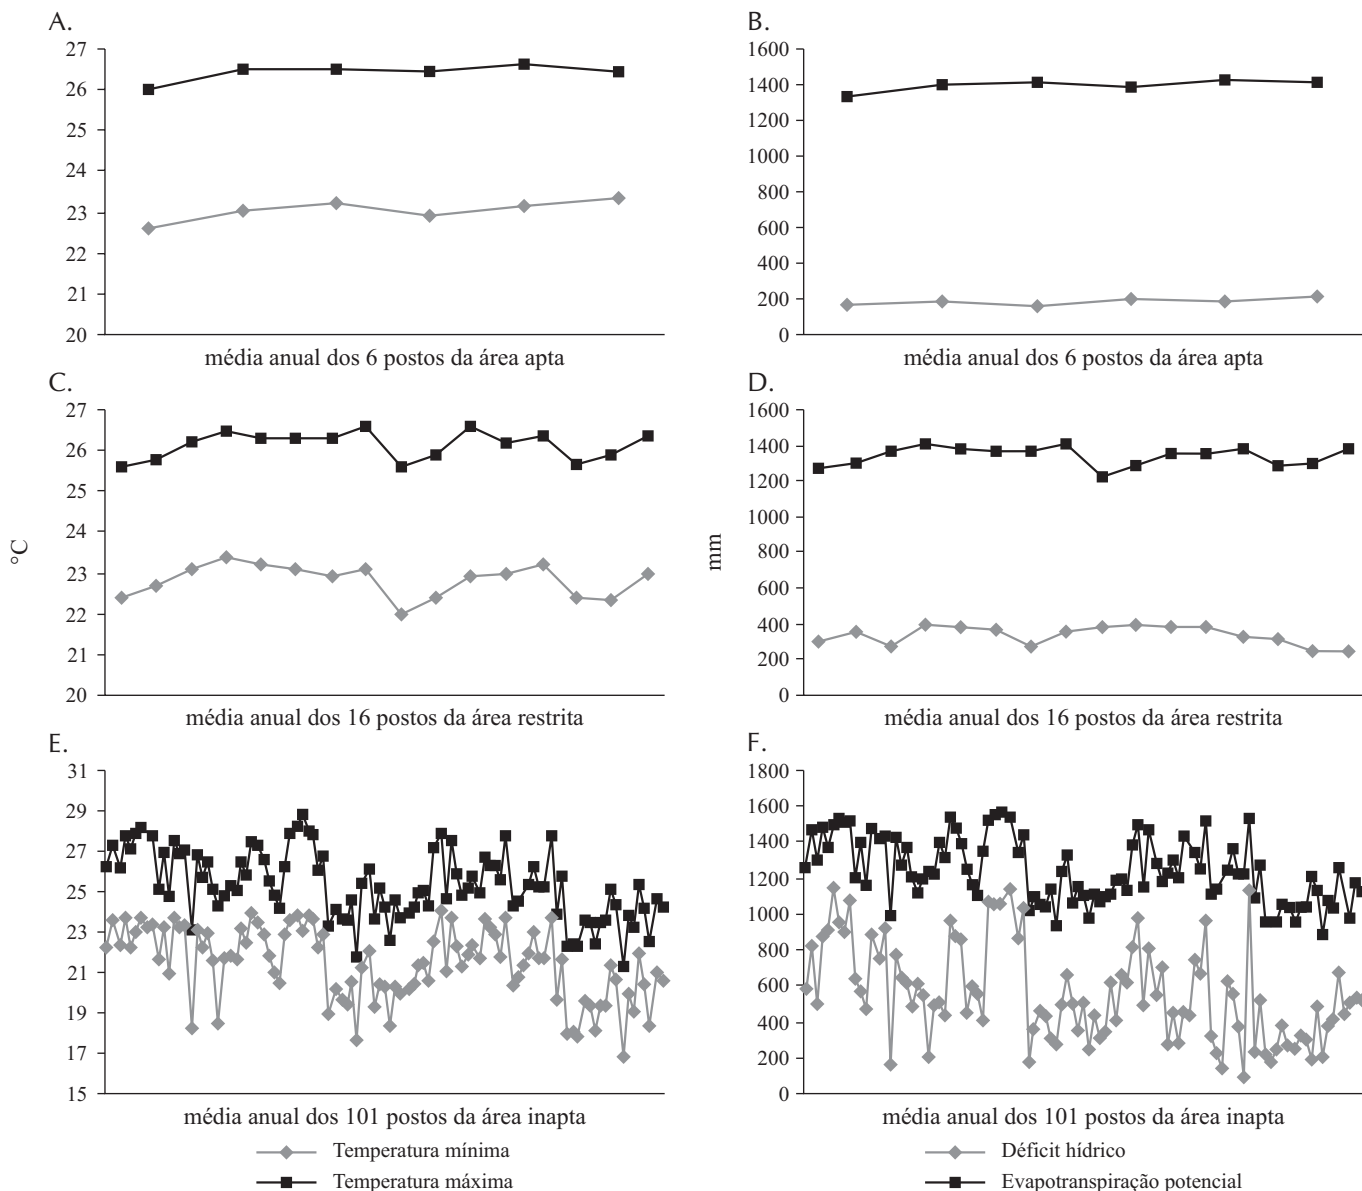 A.
27
26
25
24
23
22
21
20
média anual dos 6 postos da área apta
B.
1600
1400
1200
1000
800
600
400
200
0
média anual dos 6 postos da área apta
C.
27
26
25
24
23
22
21
20
°C
média anual dos 16 postos da área restrita
D.
1600
1400
1200
1000
800
600
400
200
0
mm
média anual dos 16 postos da área restrita
E.
31
29
27
25
23
21
19
17
15
média anual dos 101 postos da área inapta
F.
1800
1600
1400
1200
1000
800
600
400
200
0
média anual dos 101 postos da área inapta
Temperatura mínima
Temperatura máxima
Déficit hídrico
Evapotranspiração potencial